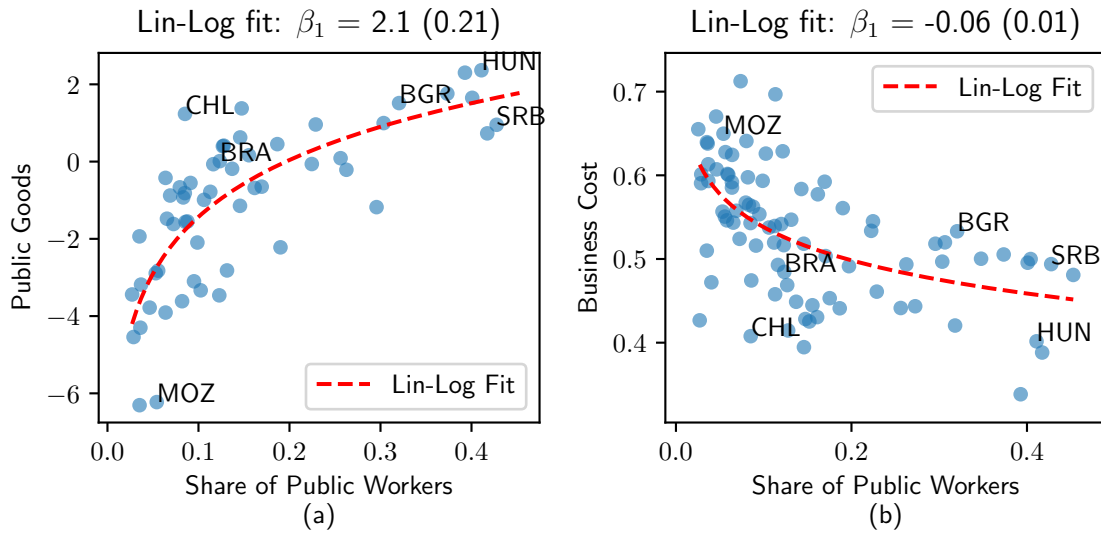 Lin-Log fit: β₁ = 2.1 (0.21)
Public Goods
2
0
−2
−4
−6
HUN
BGR
CHL
SRB
BRA
MOZ
Lin-Log Fit
0.0 0.1 0.2 0.3 0.4
Share of Public Workers
(a)
Lin-Log fit: β₁ = -0.06 (0.01)
Business Cost
0.7
0.6
0.5
0.4
Lin-Log Fit
MOZ
BGR
SRB
BRA
CHL
HUN
0.0 0.2 0.4
Share of Public Workers
(b)